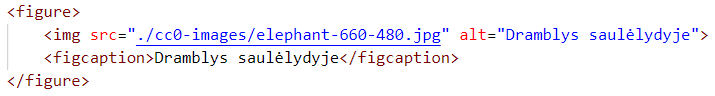 <figure>
    <img src="./cc0-images/elephant-660-480.jpg" alt="Dramblys saulėlydyje">
    <figcaption>Dramblys saulėlydyje</figcaption>
</figure>